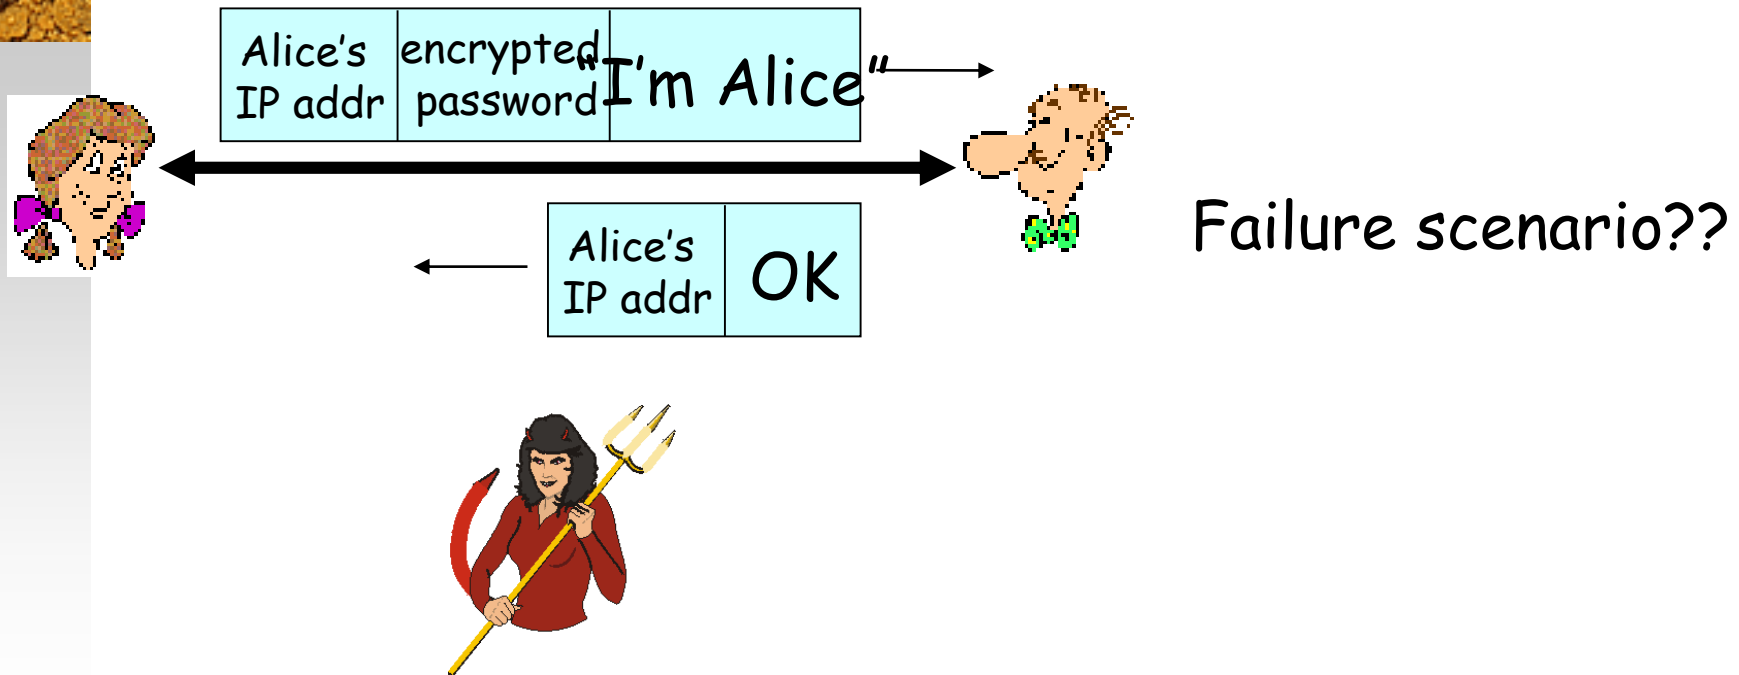 Alice’s
IP addr
encrypted
password
“I’m Alice”
Failure scenario??
Alice’s
IP addr
OK